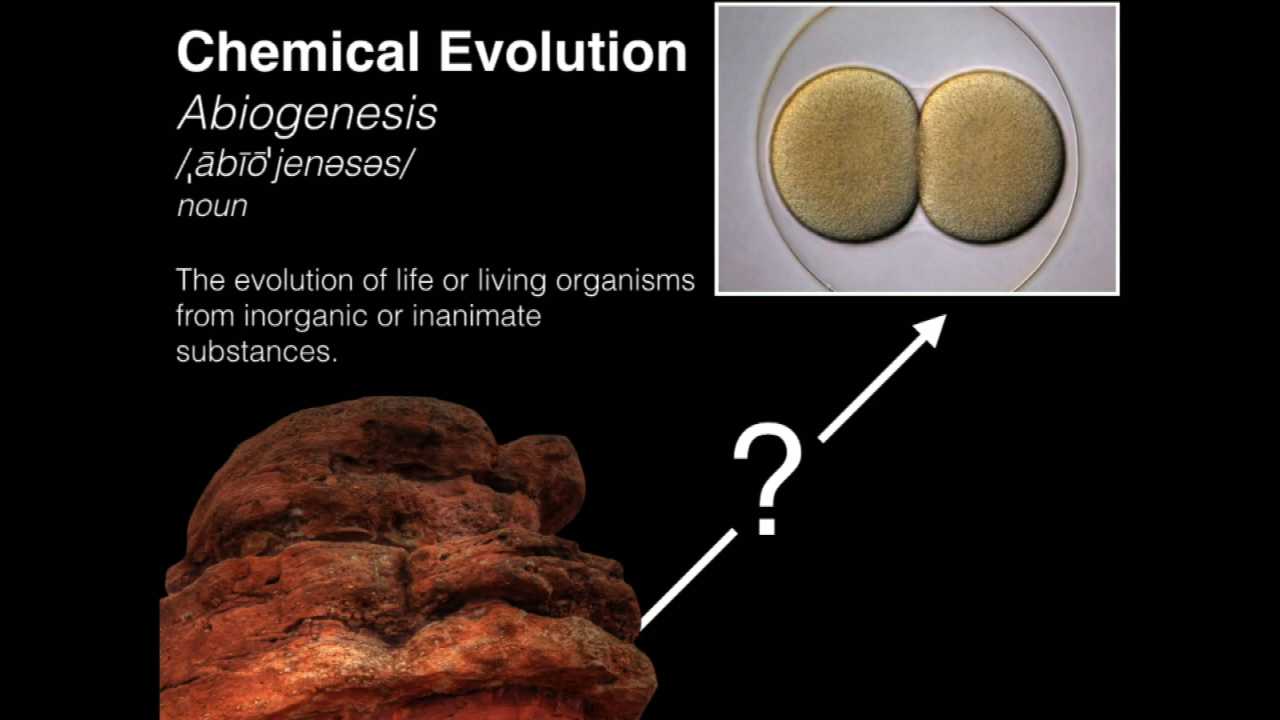 Chemical Evolution
Abiogenesis
/ˌābīōˈjenəsəs/
noun
The evolution of life or living organisms
from inorganic or inanimate
substances.
?